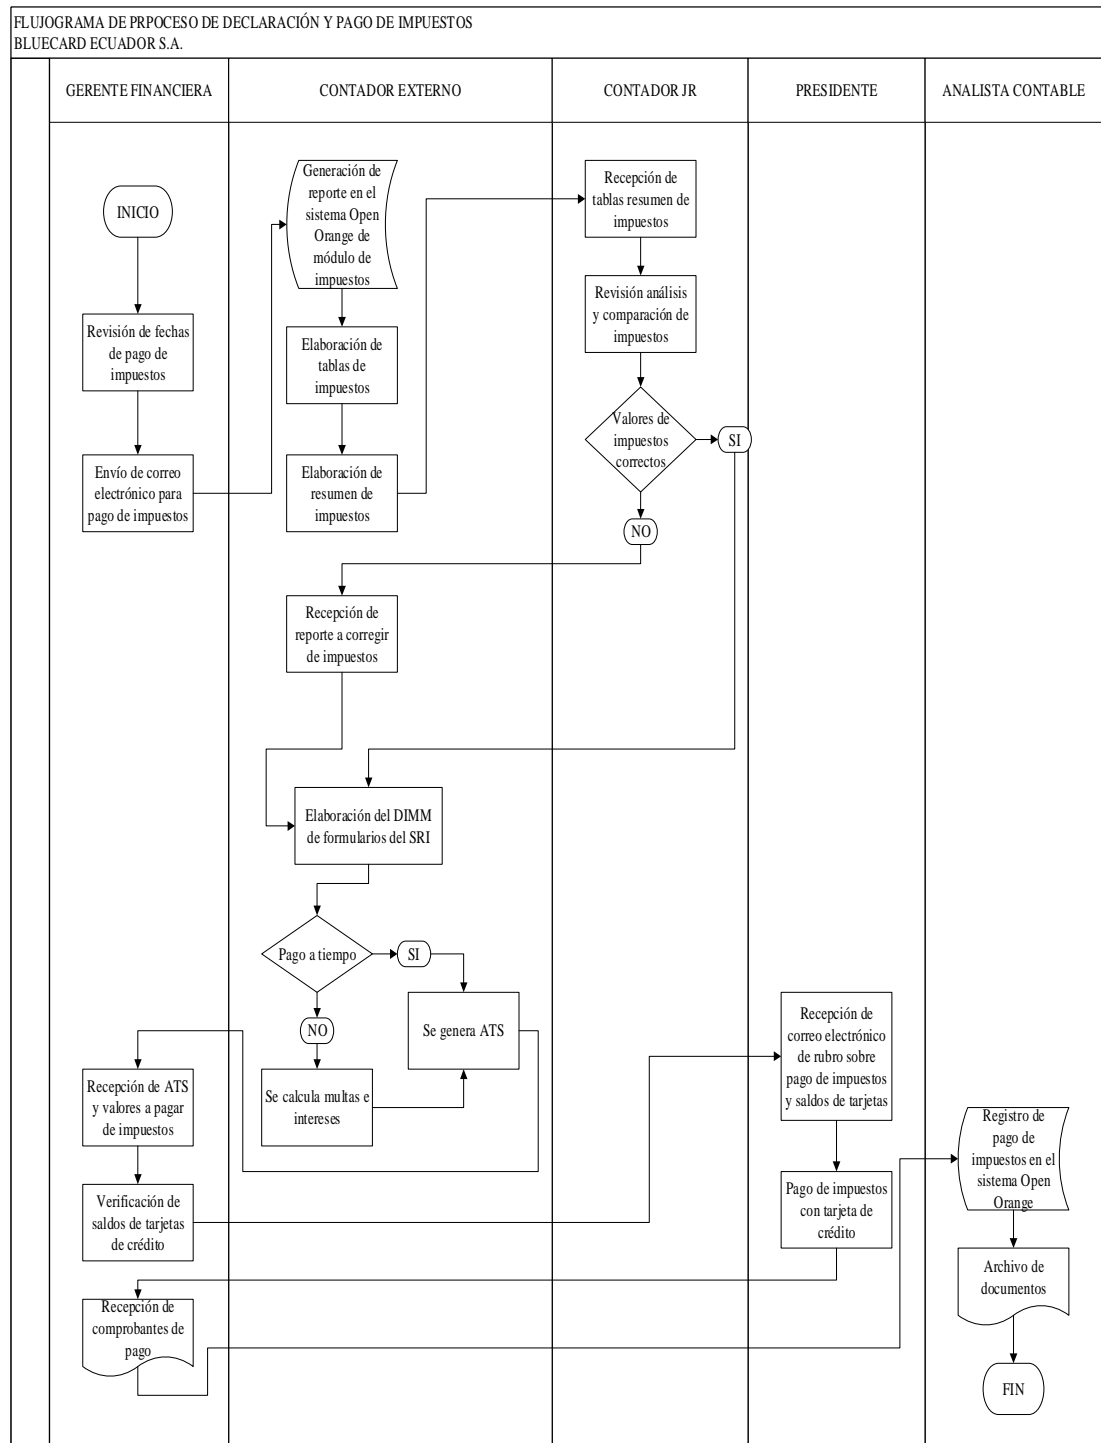 FLUJOGRAMA DE PRPOCESO DE DECLARACIÓN Y PAGO DE IMPUESTOS
BLUECARD ECUADOR S.A.
GERENTE FINANCIERA
CONTADOR EXTERNO
CONTADOR JR
PRESIDENTE
ANALISTA CONTABLE
INICIO
Revisión de fechas
de pago de
impuestos
Envío de correo
electrónico para
pago de impuestos
Generación de
reporte en el
sistema Open
Orange de
módulo de
impuestos
Elaboración de
tablas de
impuestos
Elaboración de
resumen de
impuestos
Recepción de
tablas resumen de
impuestos
Revisión análisis
y comparación de
impuestos
Valores de
impuestos
correctos
SI
NO
Recepción de
reporte a corregir
de impuestos
Elaboración del DIMM
de formularios del SRI
Pago a tiempo
SI
NO
Se genera ATS
Se calcula multas e
intereses
Recepción de ATS
y valores a pagar
de impuestos
Verificación de
saldos de tarjetas
de crédito
Recepción de
correo electrónico
de rubro sobre
pago de impuestos
y saldos de tarjetas
Pago de impuestos
con tarjeta de
crédito
Recepción de
comprobantes de
pago
Registro de
pago de
impuestos en el
sistema Open
Orange
Archivo de
documentos
FIN